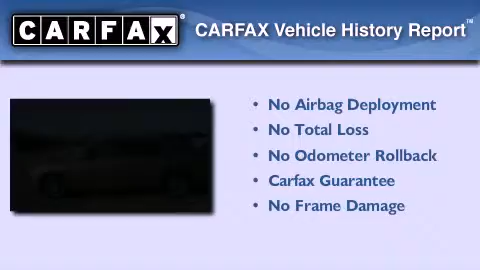 CARFAX® CARFAX Vehicle History Report™
• No Airbag Deployment
• No Total Loss
• No Odometer Rollback
• Carfax Guarantee
• No Frame Damage